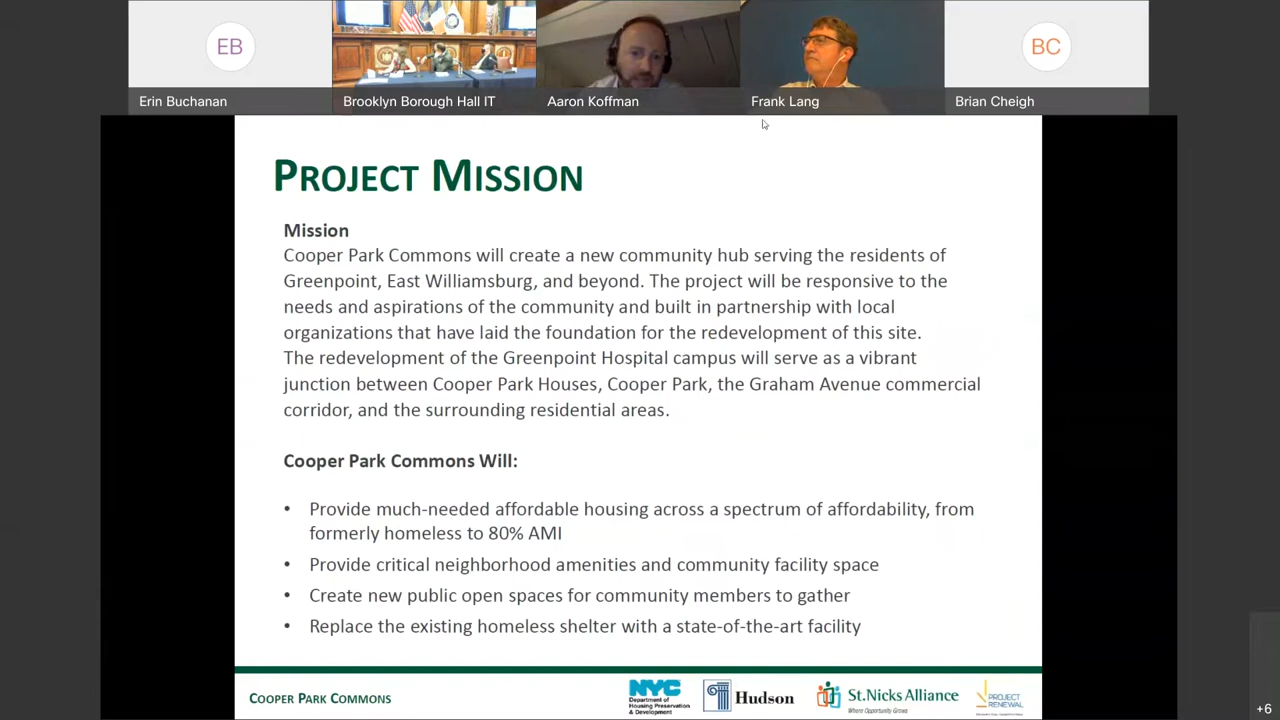 EB
BC
Erin Buchanan
Brooklyn Borough Hall IT
Aaron Koffman
Frank Lang
Brian Cheigh
PROJECT MISSION
Mission
Cooper Park Commons will create a new community hub serving the residents of
Greenpoint, East Williamsburg, and beyond. The project will be responsive to the
needs and aspirations of the community and built in partnership with local
organizations that have laid the foundation for the redevelopment of this site.
The redevelopment of the Greenpoint Hospital campus will serve as a vibrant
junction between Cooper Park Houses, Cooper Park, the Graham Avenue commercial
corridor, and the surrounding residential areas.
Cooper Park Commons Will:
• Provide much-needed affordable housing across a spectrum of affordability, from
formerly homeless to 80% AMI
• Provide critical neighborhood amenities and community facility space
• Create new public open spaces for community members to gather
• Replace the existing homeless shelter with a state-of-the-art facility
COOPER PARK COMMONS
NYC
Department of
Housing Preservation
& Development
Hudson
St.Nicks Alliance
Where Opportunity Grows
PROJECT
RENEWAL
+6